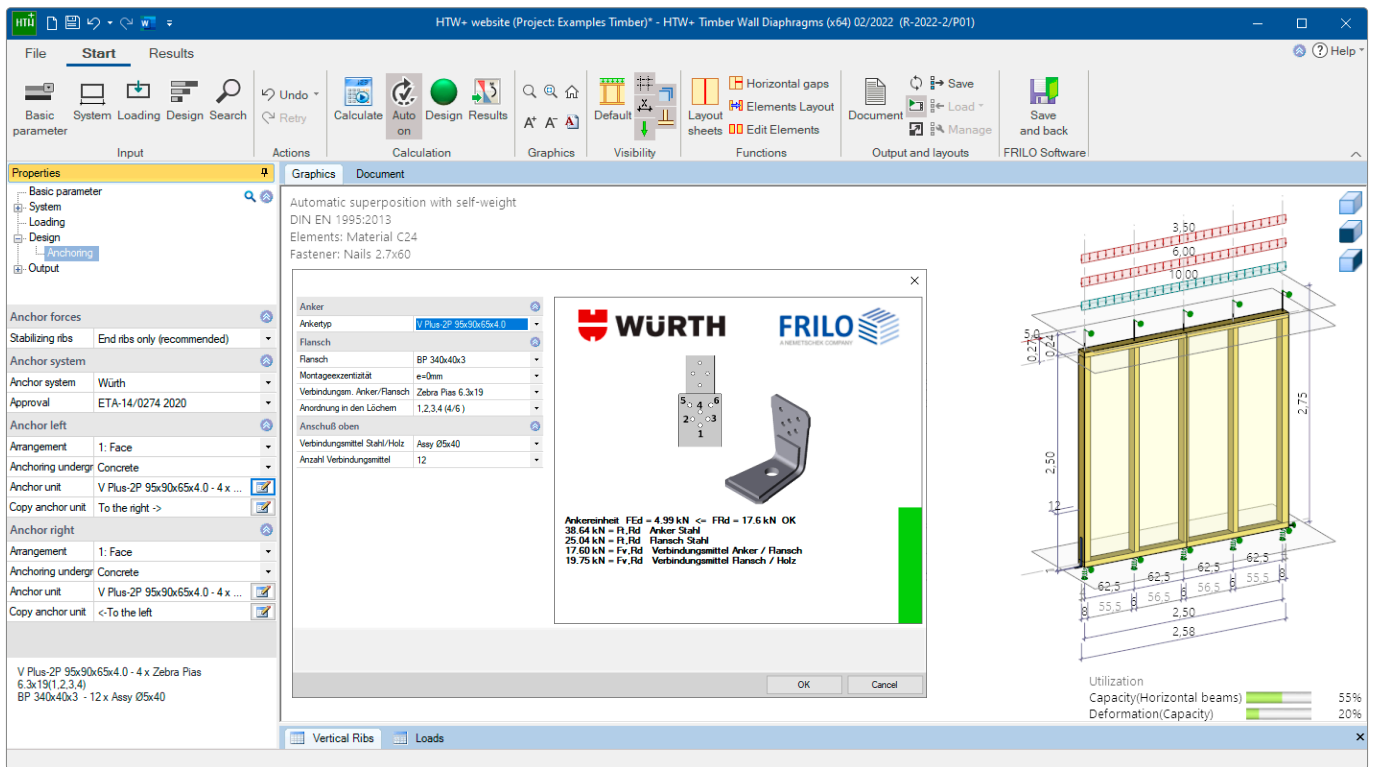 HTW+ website (Project: Examples Timber)* - HTW+ Timber Wall Diaphragms (x64) 02/2022 (R-2022-2/P01)
File Start Results
Help
Basic parameter System Loading Design Search
Undo
Retry
Calculate Auto on Design Results
Default
Layout sheets
Horizontal gaps
Elements Layout
Edit Elements
Document
Save
Load
Manage
Save and back
Input Actions Calculation Graphics Visibility Functions Output and layouts FRILO Software
Properties
Basic parameter
System
Loading
Design
Anchoring
Output
Anchor forces
Stabilizing ribs End ribs only (recommended)
Anchor system
Anchor system Würth
Approval ETA-14/0274 2020
Anchor left
Arrangement 1: Face
Anchoring undergr Concrete
Anchor unit V Plus-2P 95x90x65x4.0 - 4 x ...
Copy anchor unit To the right ->
Anchor right
Arrangement 1: Face
Anchoring undergr Concrete
Anchor unit V Plus-2P 95x90x65x4.0 - 4 x ...
Copy anchor unit <-To the left
V Plus-2P 95x90x65x4.0 - 4 x Zebra Pias
6.3x19(1,2,3,4)
BP 340x40x3 - 12 x Assy Ø5x40
Graphics Document
Automatic superposition with self-weight
DIN EN 1995:2013
Elements: Material C24
Fastener: Nails 2.7x60
Anker
Ankertyp V Plus-2P 95x90x65x4.0
Flansch
Flansch BP 340x40x3
Montageexzentizität e=0mm
Verbindungsm. Anker/Flansch Zebra Pias 6.3x19
Anordnung in den Löchern 1,2,3,4 (4/6 )
Anschuß oben
Verbindungsmittel Stahl/Holz Assy Ø5x40
Anzahl Verbindungsmittel 12
WÜRTH
FRILO
A NEMETSCHEK COMPANY
5 4 6
2 3
1
Ankereinheit FEd = 4.99 kN <= FRd = 17.6 kN OK
38.64 kN = Ft,Rd Anker Stahl
25.04 kN = Ft,Rd Flansch Stahl
17.60 kN = Fv,Rd Verbindungsmittel Anker / Flansch
19.75 kN = Fv,Rd Verbindungsmittel Flansch / Holz
OK Cancel
3,50
6,00
10,00
0,24
2,75
2,50
12
62,5 62,5 62,5 62,5
8 55,5 6 56,5 6 56,5 6 55,5 8
2,50
2,58
Utilization
Capacity(Horizontal beams) 55%
Deformation(Capacity) 20%
Vertical Ribs Loads